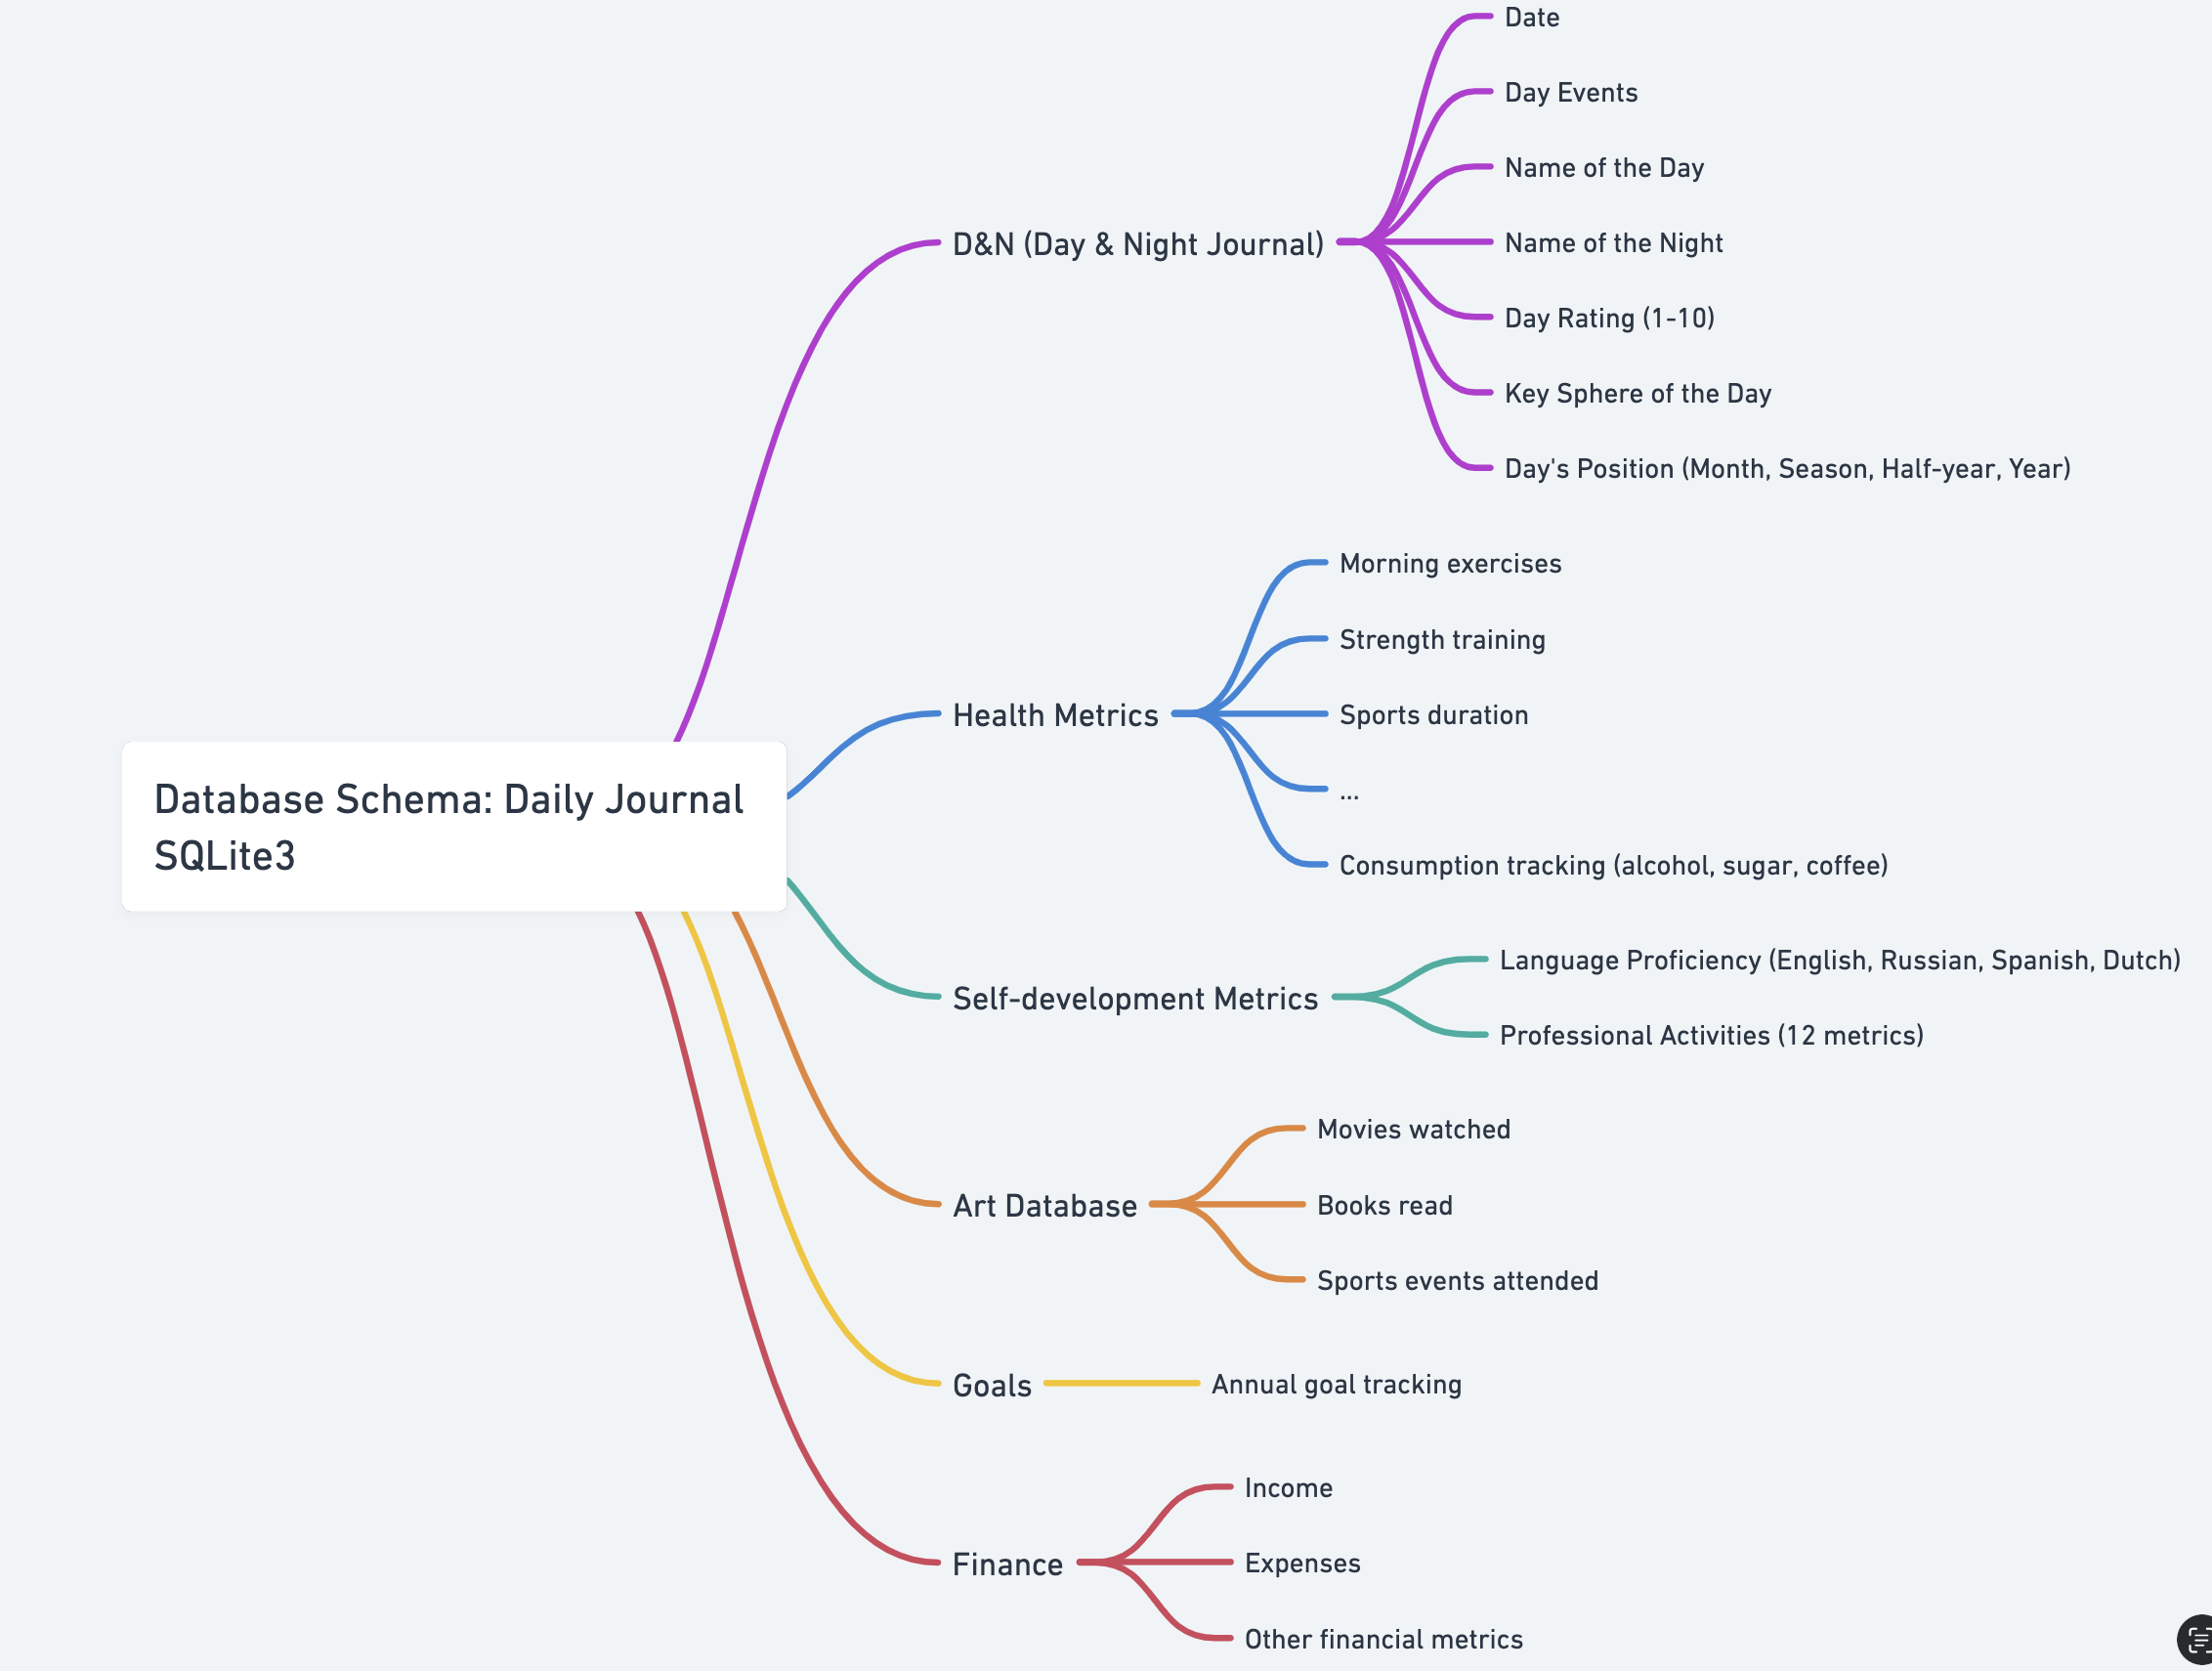 Database Schema: Daily Journal
SQLite3
D&N (Day & Night Journal)
Date
Day Events
Name of the Day
Name of the Night
Day Rating (1-10)
Key Sphere of the Day
Day's Position (Month, Season, Half-year, Year)
Health Metrics
Morning exercises
Strength training
Sports duration
...
Consumption tracking (alcohol, sugar, coffee)
Self-development Metrics
Language Proficiency (English, Russian, Spanish, Dutch)
Professional Activities (12 metrics)
Art Database
Movies watched
Books read
Sports events attended
Goals
Annual goal tracking
Finance
Income
Expenses
Other financial metrics